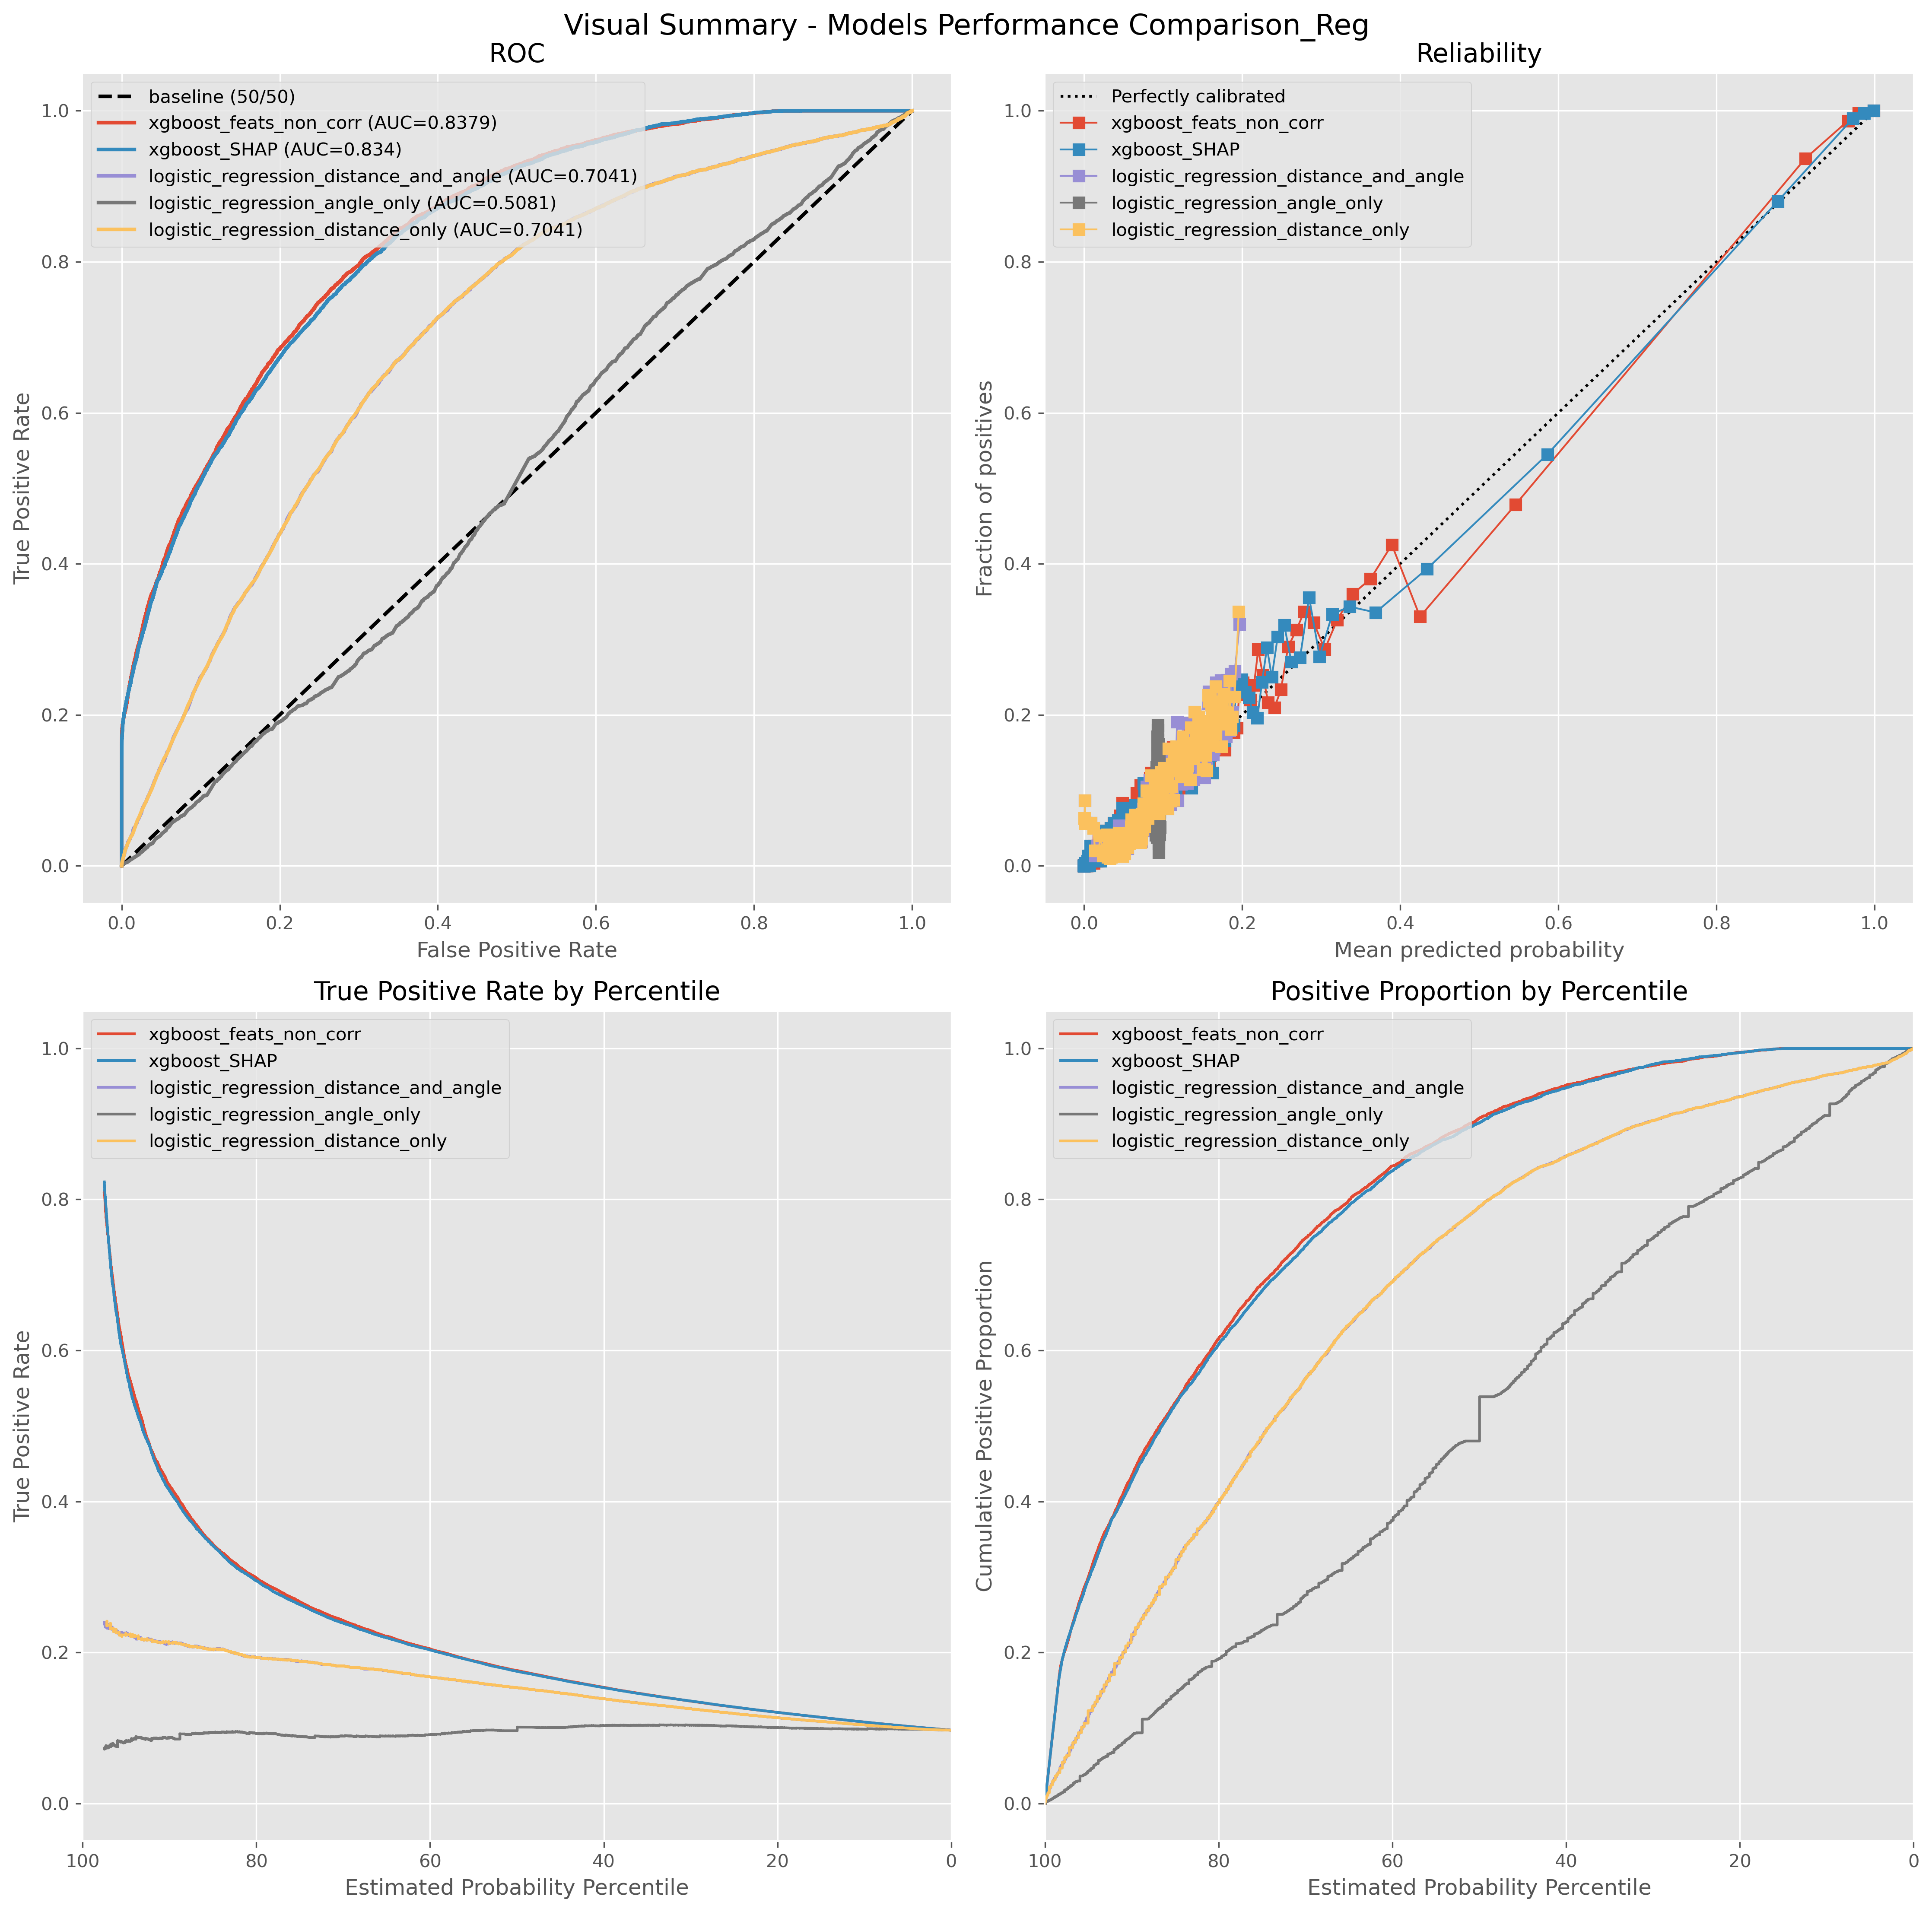 Visual Summary - Models Performance Comparison_Reg
ROC
baseline (50/50)
xgboost_feats_non_corr (AUC=0.8379)
xgboost_SHAP (AUC=0.834)
logistic_regression_distance_and_angle (AUC=0.7041)
logistic_regression_angle_only (AUC=0.5081)
logistic_regression_distance_only (AUC=0.7041)
True Positive Rate
1.0
0.8
0.6
0.4
0.2
0.0
0.0 0.2 0.4 0.6 0.8 1.0
False Positive Rate
Reliability
Perfectly calibrated
xgboost_feats_non_corr
xgboost_SHAP
logistic_regression_distance_and_angle
logistic_regression_angle_only
logistic_regression_distance_only
Fraction of positives
1.0
0.8
0.6
0.4
0.2
0.0
0.0 0.2 0.4 0.6 0.8 1.0
Mean predicted probability
True Positive Rate by Percentile
xgboost_feats_non_corr
xgboost_SHAP
logistic_regression_distance_and_angle
logistic_regression_angle_only
logistic_regression_distance_only
True Positive Rate
1.0
0.8
0.6
0.4
0.2
0.0
100 80 60 40 20 0
Estimated Probability Percentile
Positive Proportion by Percentile
xgboost_feats_non_corr
xgboost_SHAP
logistic_regression_distance_and_angle
logistic_regression_angle_only
logistic_regression_distance_only
Cumulative Positive Proportion
1.0
0.8
0.6
0.4
0.2
0.0
100 80 60 40 20 0
Estimated Probability Percentile